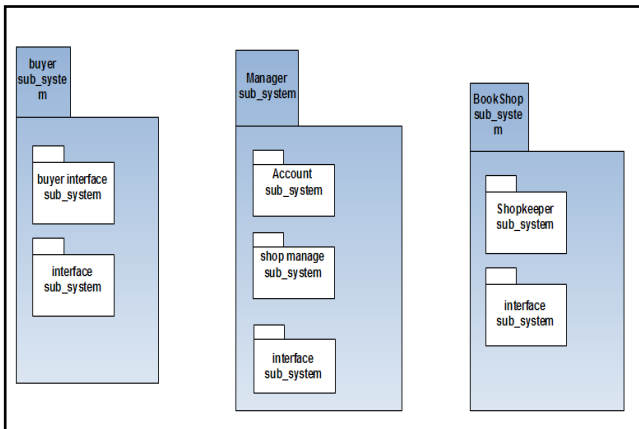 buyer
sub_syste
m
buyer interface
sub_system
interface
sub_system
Manager
sub_system
Account
sub_system
shop manage
sub_system
interface
sub_system
BookShop
sub_syste
m
Shopkeeper
sub_system
interface
sub_system